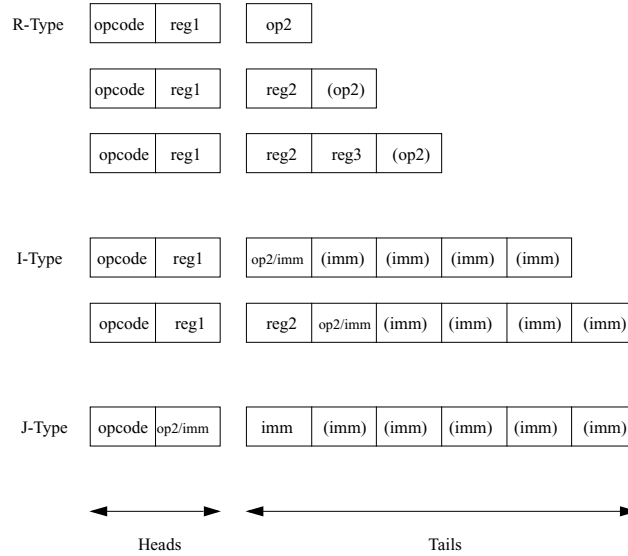 R-Type opcode reg1 op2
opcode reg1 reg2 (op2)
opcode reg1 reg2 reg3 (op2)
I-Type opcode reg1 op2/imm (imm) (imm) (imm) (imm)
opcode reg1 reg2 op2/imm (imm) (imm) (imm) (imm)
J-Type opcode op2/imm imm (imm) (imm) (imm) (imm) (imm)
Heads Tails